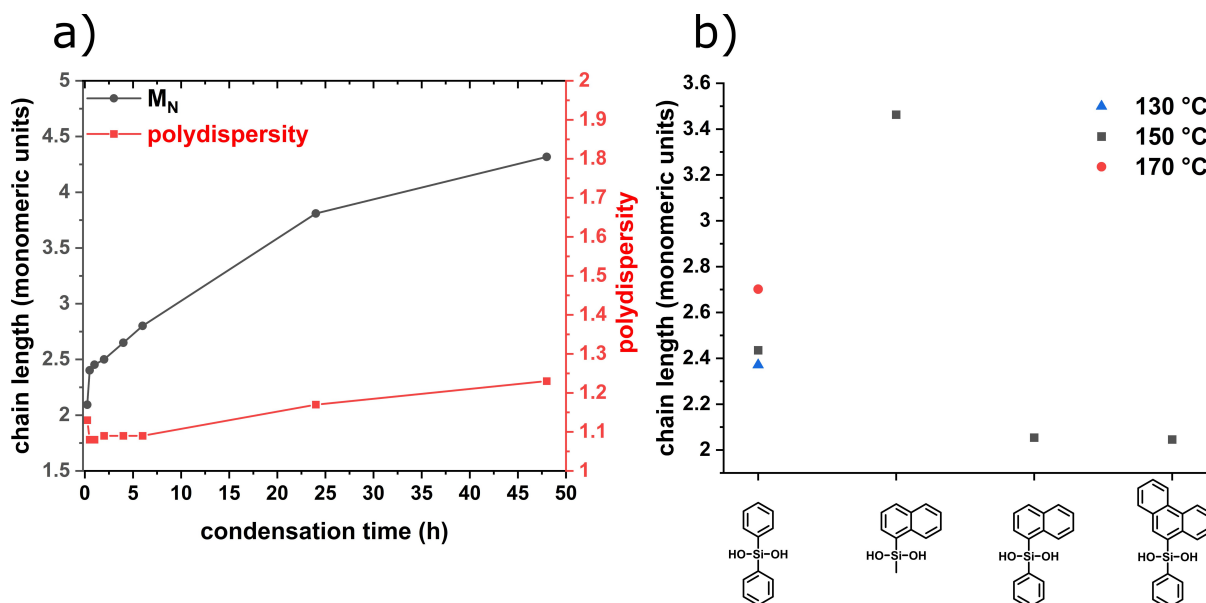 a)
chain length (monomeric units)
5
4.5
4
3.5
3
2.5
2
1.5
M_N
polydispersity
2
1.9
1.8
1.7
1.6
1.5
1.4
1.3
1.2
1.1
1
polydispersity
0 5 10 15 20 25 30 35 40 45 50
condensation time (h)
b)
chain length (monomeric units)
3.6
3.4
3.2
3
2.8
2.6
2.4
2.2
2
130 °C
150 °C
170 °C
HO-Si-OH HO-Si-OH HO-Si-OH HO-Si-OH